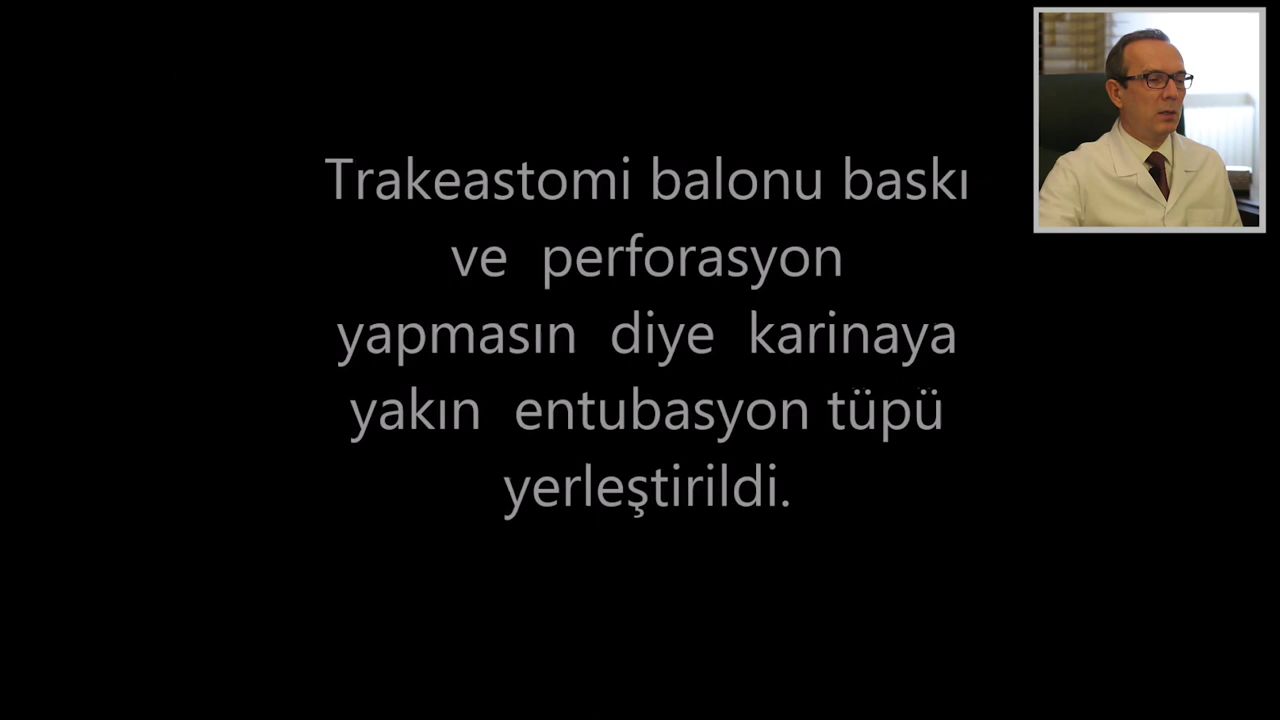 Trakeastomi balonu baskı
ve perforasyon
yapmasın diye karinaya
yakın entubasyon tüpü
yerleştirildi.